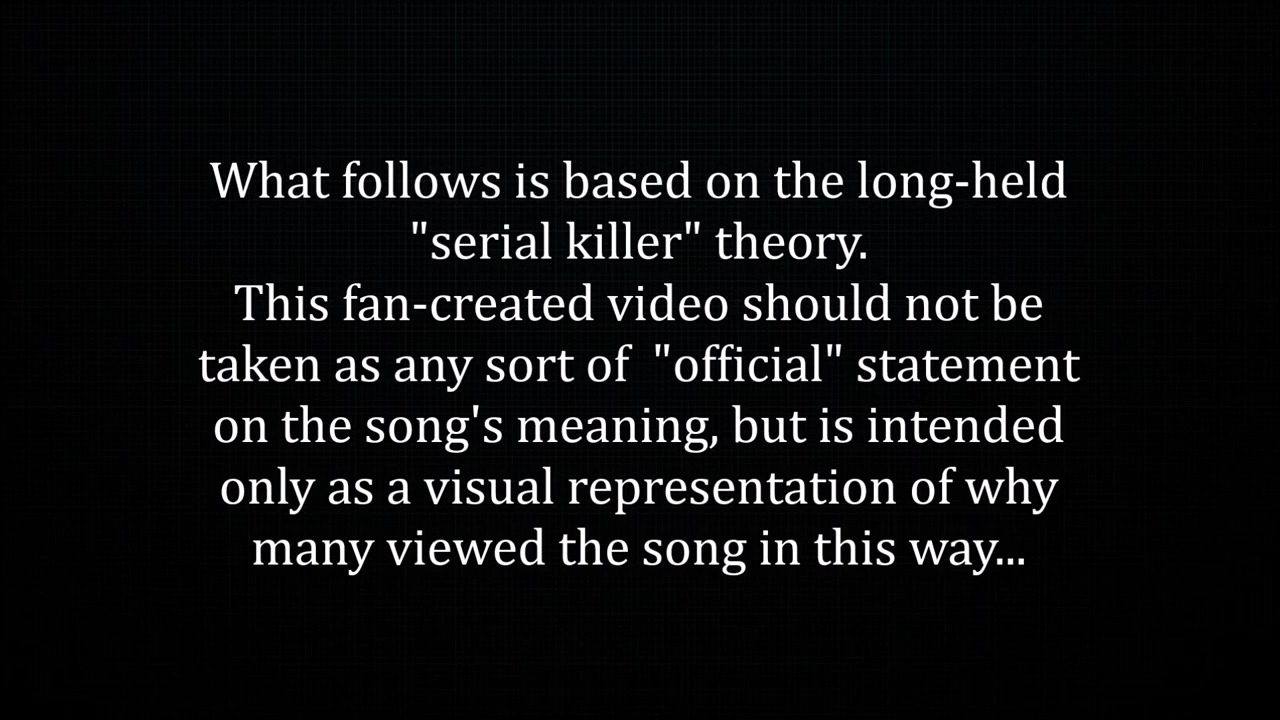 What follows is based on the long-held
"serial killer" theory.
This fan-created video should not be
taken as any sort of  "official" statement
on the song's meaning, but is intended
only as a visual representation of why
many viewed the song in this way...